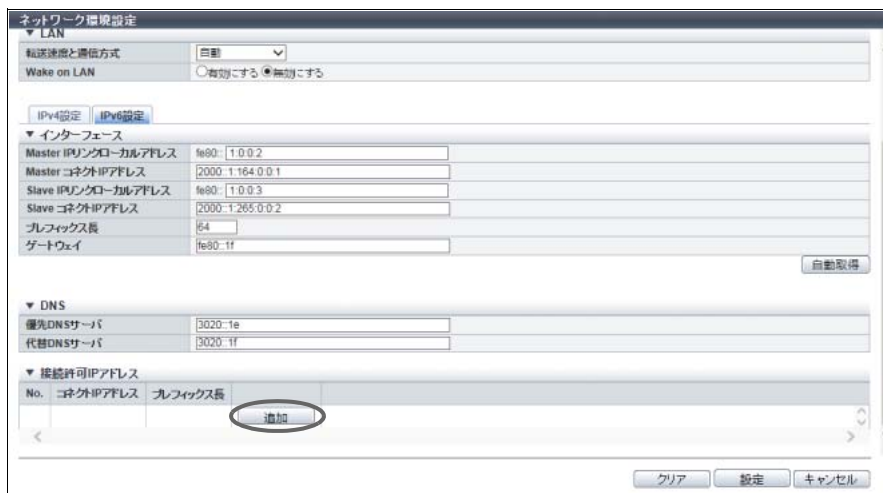 ネットワーク環境設定
▼ LAN
転送速度と通信方式 自動
Wake on LAN 有効にする 無効にする
IPv4設定 IPv6設定
▼ インターフェース
Master IPリンクローカルアドレス fe80:: 1:0:0:2
Master コネクトIPアドレス 2000::1:164:0:0:1
Slave IPリンクローカルアドレス fe80:: 1:0:0:3
Slave コネクトIPアドレス 2000::1:265:0:0:2
プレフィックス長 64
ゲートウェイ fe80::1f
自動取得
▼ DNS
優先DNSサーバ 3020::1e
代替DNSサーバ 3020::1f
▼ 接続許可IPアドレス
No. コネクトIPアドレス プレフィックス長
追加
クリア 設定 キャンセル